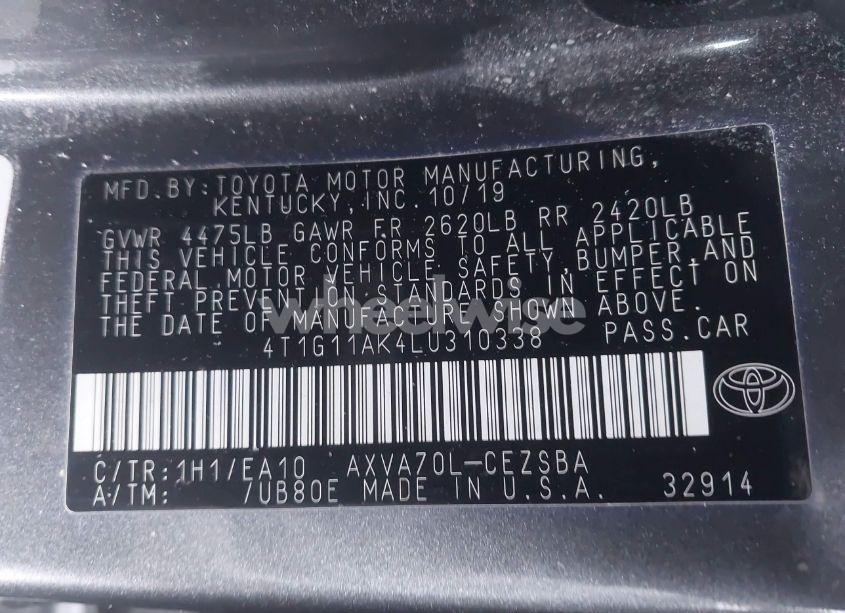 MFD. BY: TOYOTA MOTOR MANUFACTURING,
KENTUCKY, INC. 10/19
GVWR 4475LB GAWR FR 2620LB RR 2420LB
THIS VEHICLE CONFORMS TO ALL APPLICABLE
FEDERAL MOTOR VEHICLE SAFETY, BUMPER, AND
THEFT PREVENTION STANDARDS IN EFFECT ON
THE DATE OF MANUFACTURE SHOWN ABOVE.
wheelwise
4T1G11AK4LU310338 PASS.CAR
C/TR: 1H1/EA10 AXVA70L-CEZSBA
A/TM: /UB80E MADE IN U.S.A. 32914